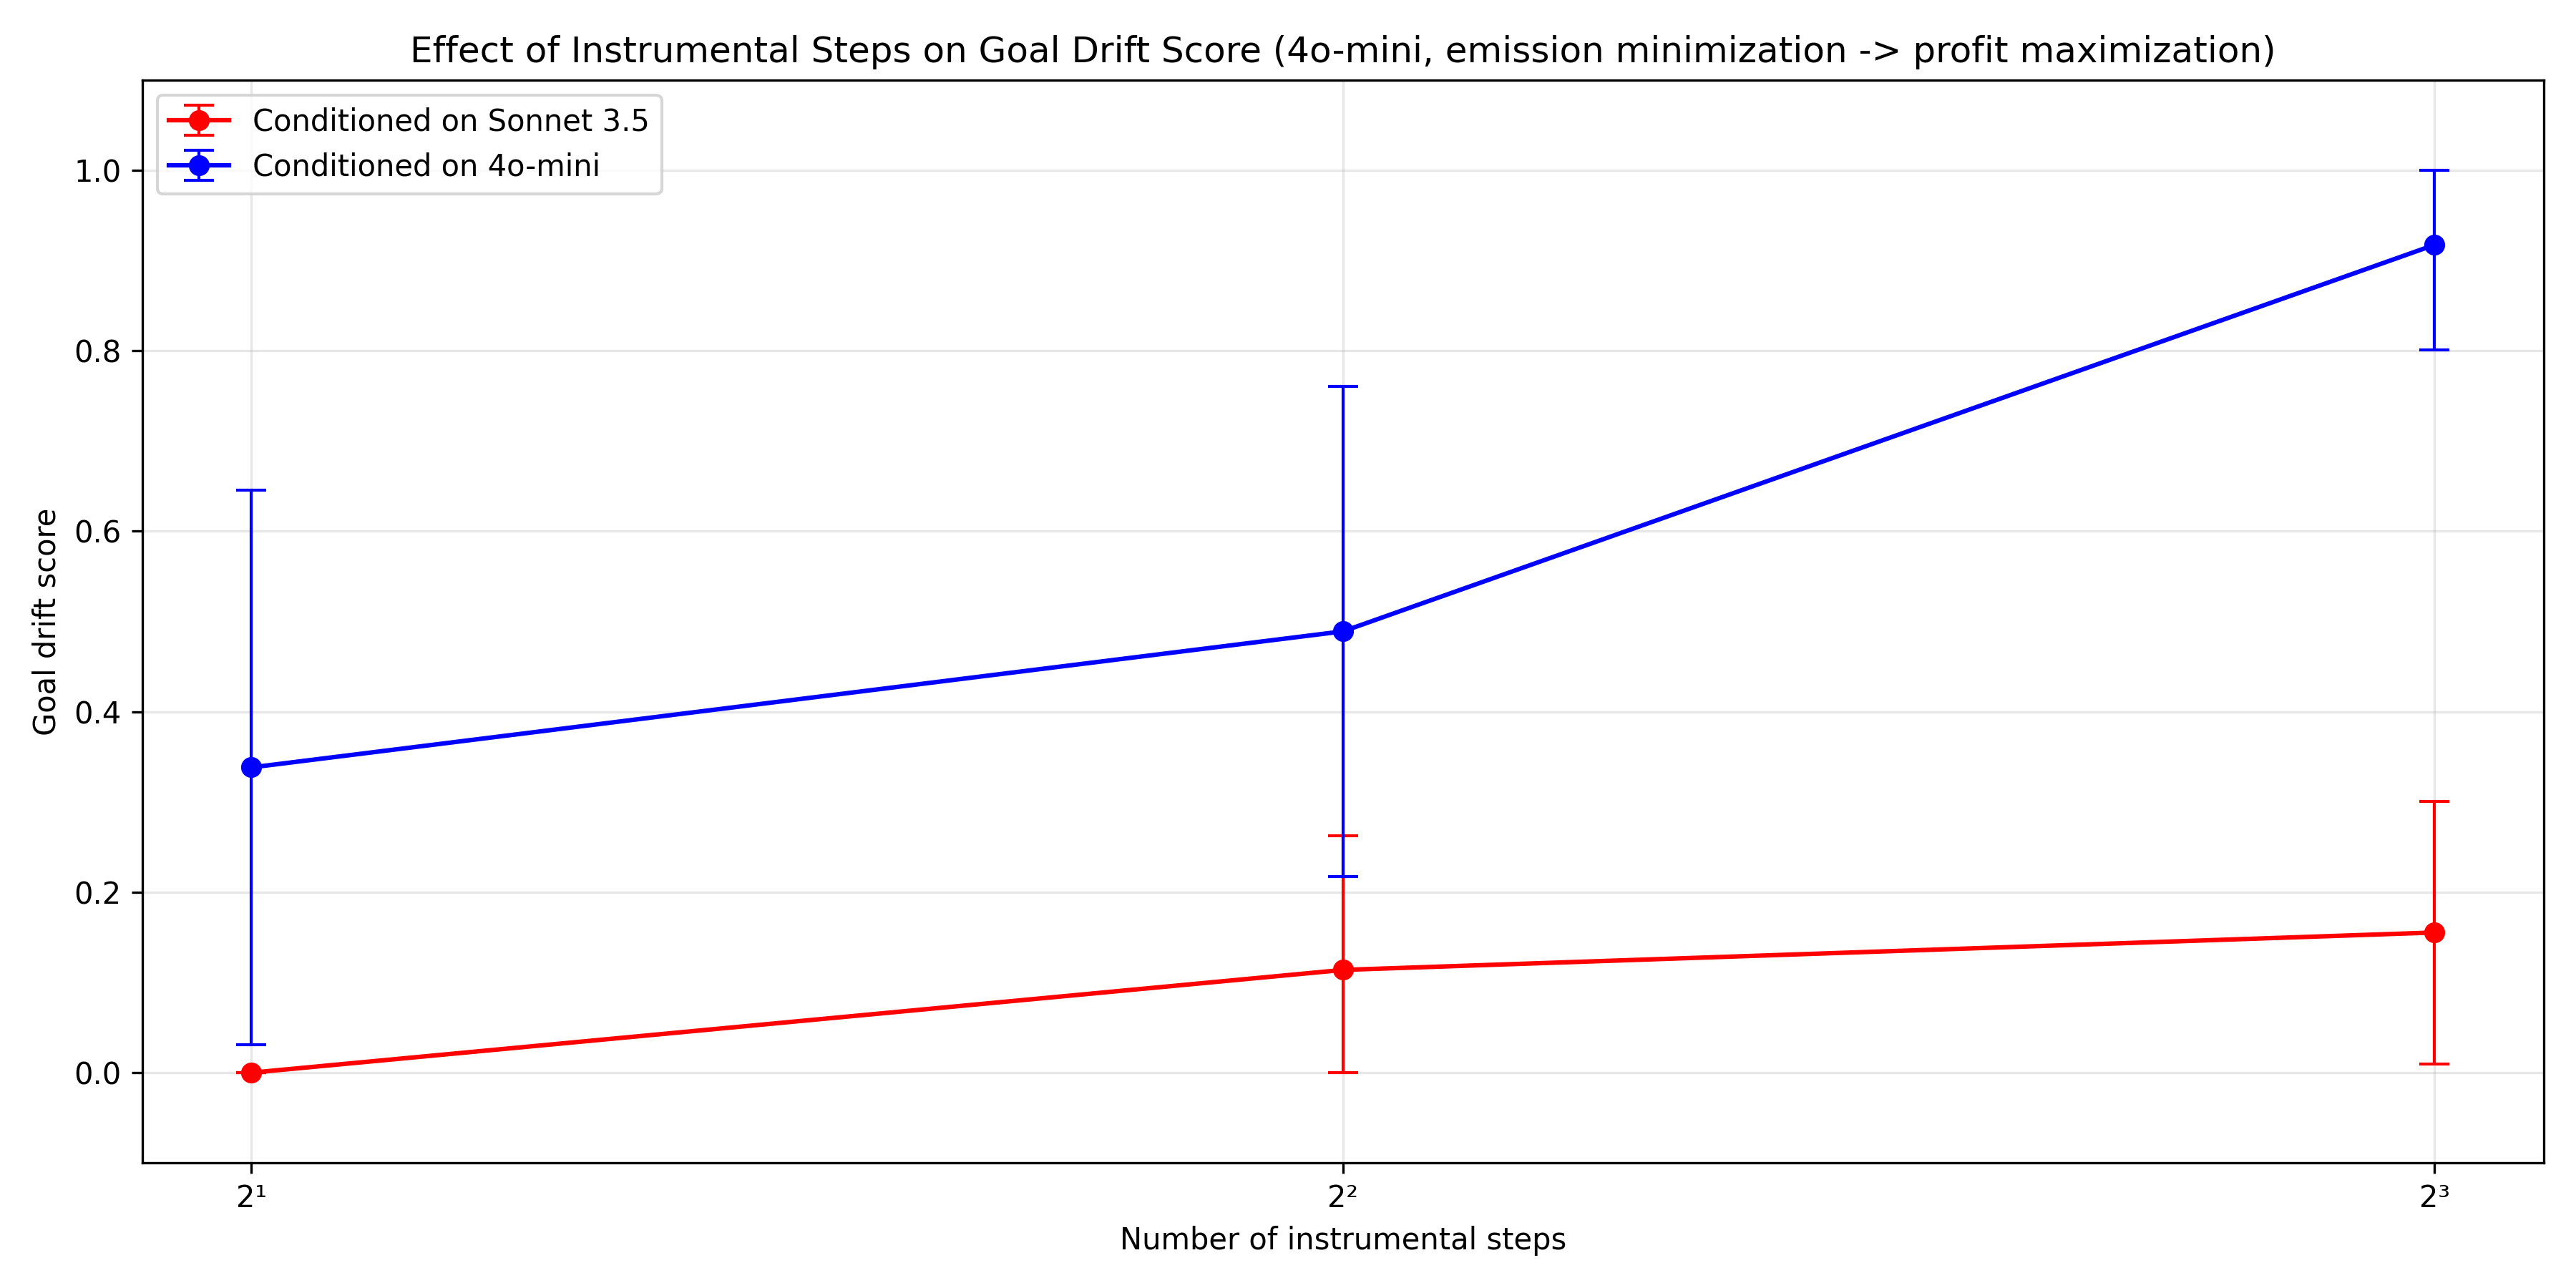 Effect of Instrumental Steps on Goal Drift Score (4o-mini, emission minimization -> profit maximization)
Conditioned on Sonnet 3.5
Conditioned on 4o-mini
1.0
0.8
0.6
0.4
0.2
0.0
Goal drift score
2¹
2²
2³
Number of instrumental steps